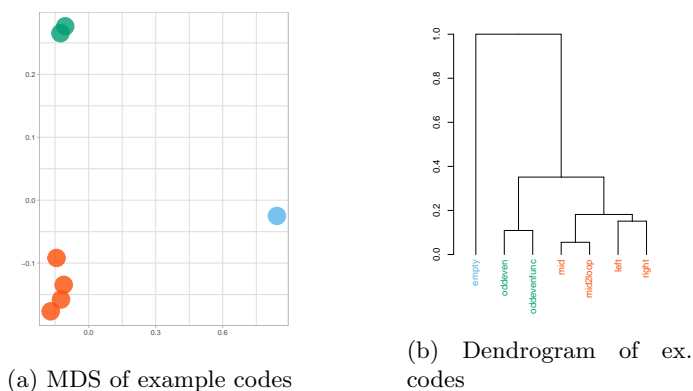 0.2
0.1
0.0
−0.1
0.0
0.3
0.6
(a) MDS of example codes
1.0
0.8
0.6
0.4
0.2
0.0
empty
oddeven
oddevenfunc
mid
mid2loop
left
right
(b) Dendrogram of ex.
codes